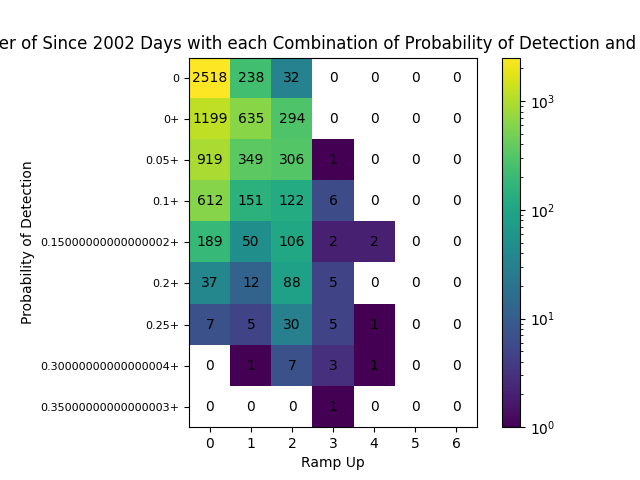 er of Since 2002 Days with each Combination of Probability of Detection and
0 2518 238 32 0 0 0 0
0+ 1199 635 294 0 0 0 0
0.05+ 919 349 306 1 0 0 0
0.1+ 612 151 122 6 0 0 0
0.15000000000000002+ 189 50 106 2 2 0 0
0.2+ 37 12 88 5 0 0 0
0.25+ 7 5 30 5 1 0 0
0.30000000000000004+ 0 1 7 3 1 0 0
0.35000000000000003+ 0 0 0 1 0 0 0
0 1 2 3 4 5 6
Ramp Up
Probability of Detection
10³
10²
10¹
10⁰